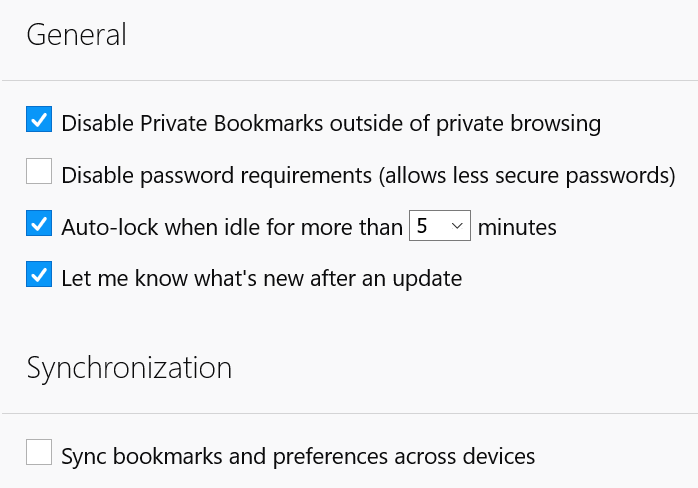 General
Disable Private Bookmarks outside of private browsing
Disable password requirements (allows less secure passwords)
Auto-lock when idle for more than 5 minutes
Let me know what's new after an update
Synchronization
Sync bookmarks and preferences across devices